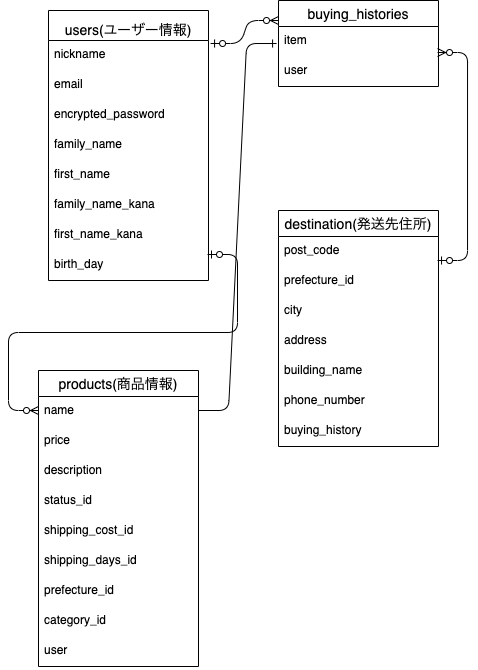 users(ユーザー情報)
nickname
email
encrypted_password
family_name
first_name
family_name_kana
first_name_kana
birth_day
buying_histories
item
user
destination(発送先住所)
post_code
prefecture_id
city
address
building_name
phone_number
buying_history
products(商品情報)
name
price
description
status_id
shipping_cost_id
shipping_days_id
prefecture_id
category_id
user